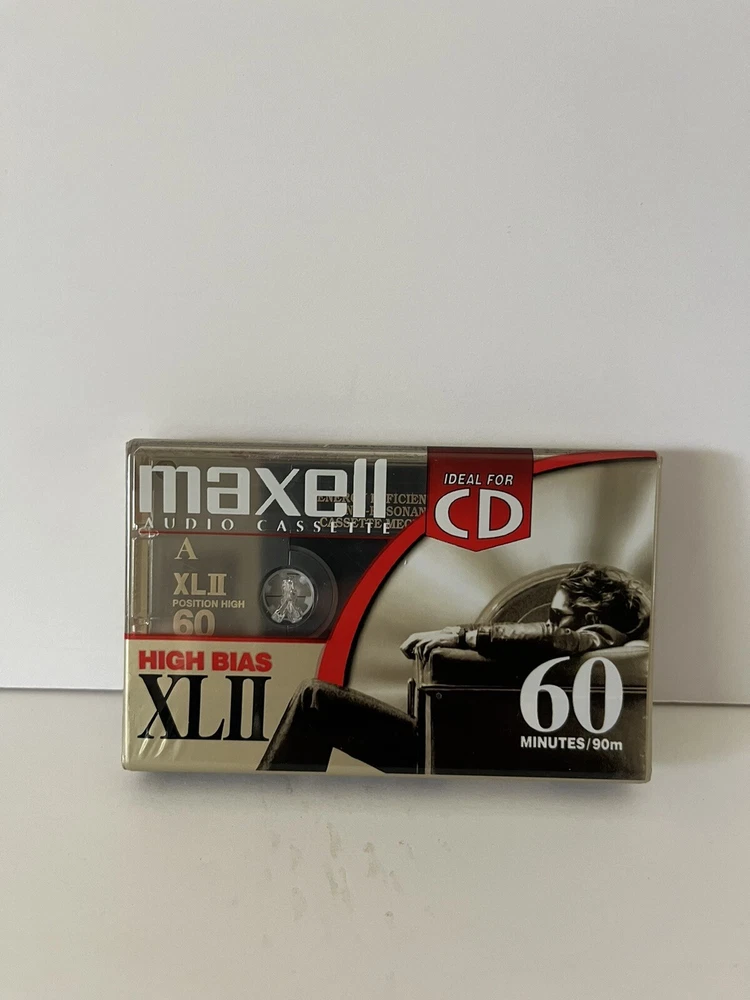 maxell
AUDIO CASSETTE
IDEAL FOR
CD
A
XLII
POSITION HIGH
60
HIGH BIAS
XLII
60
MINUTES/90m